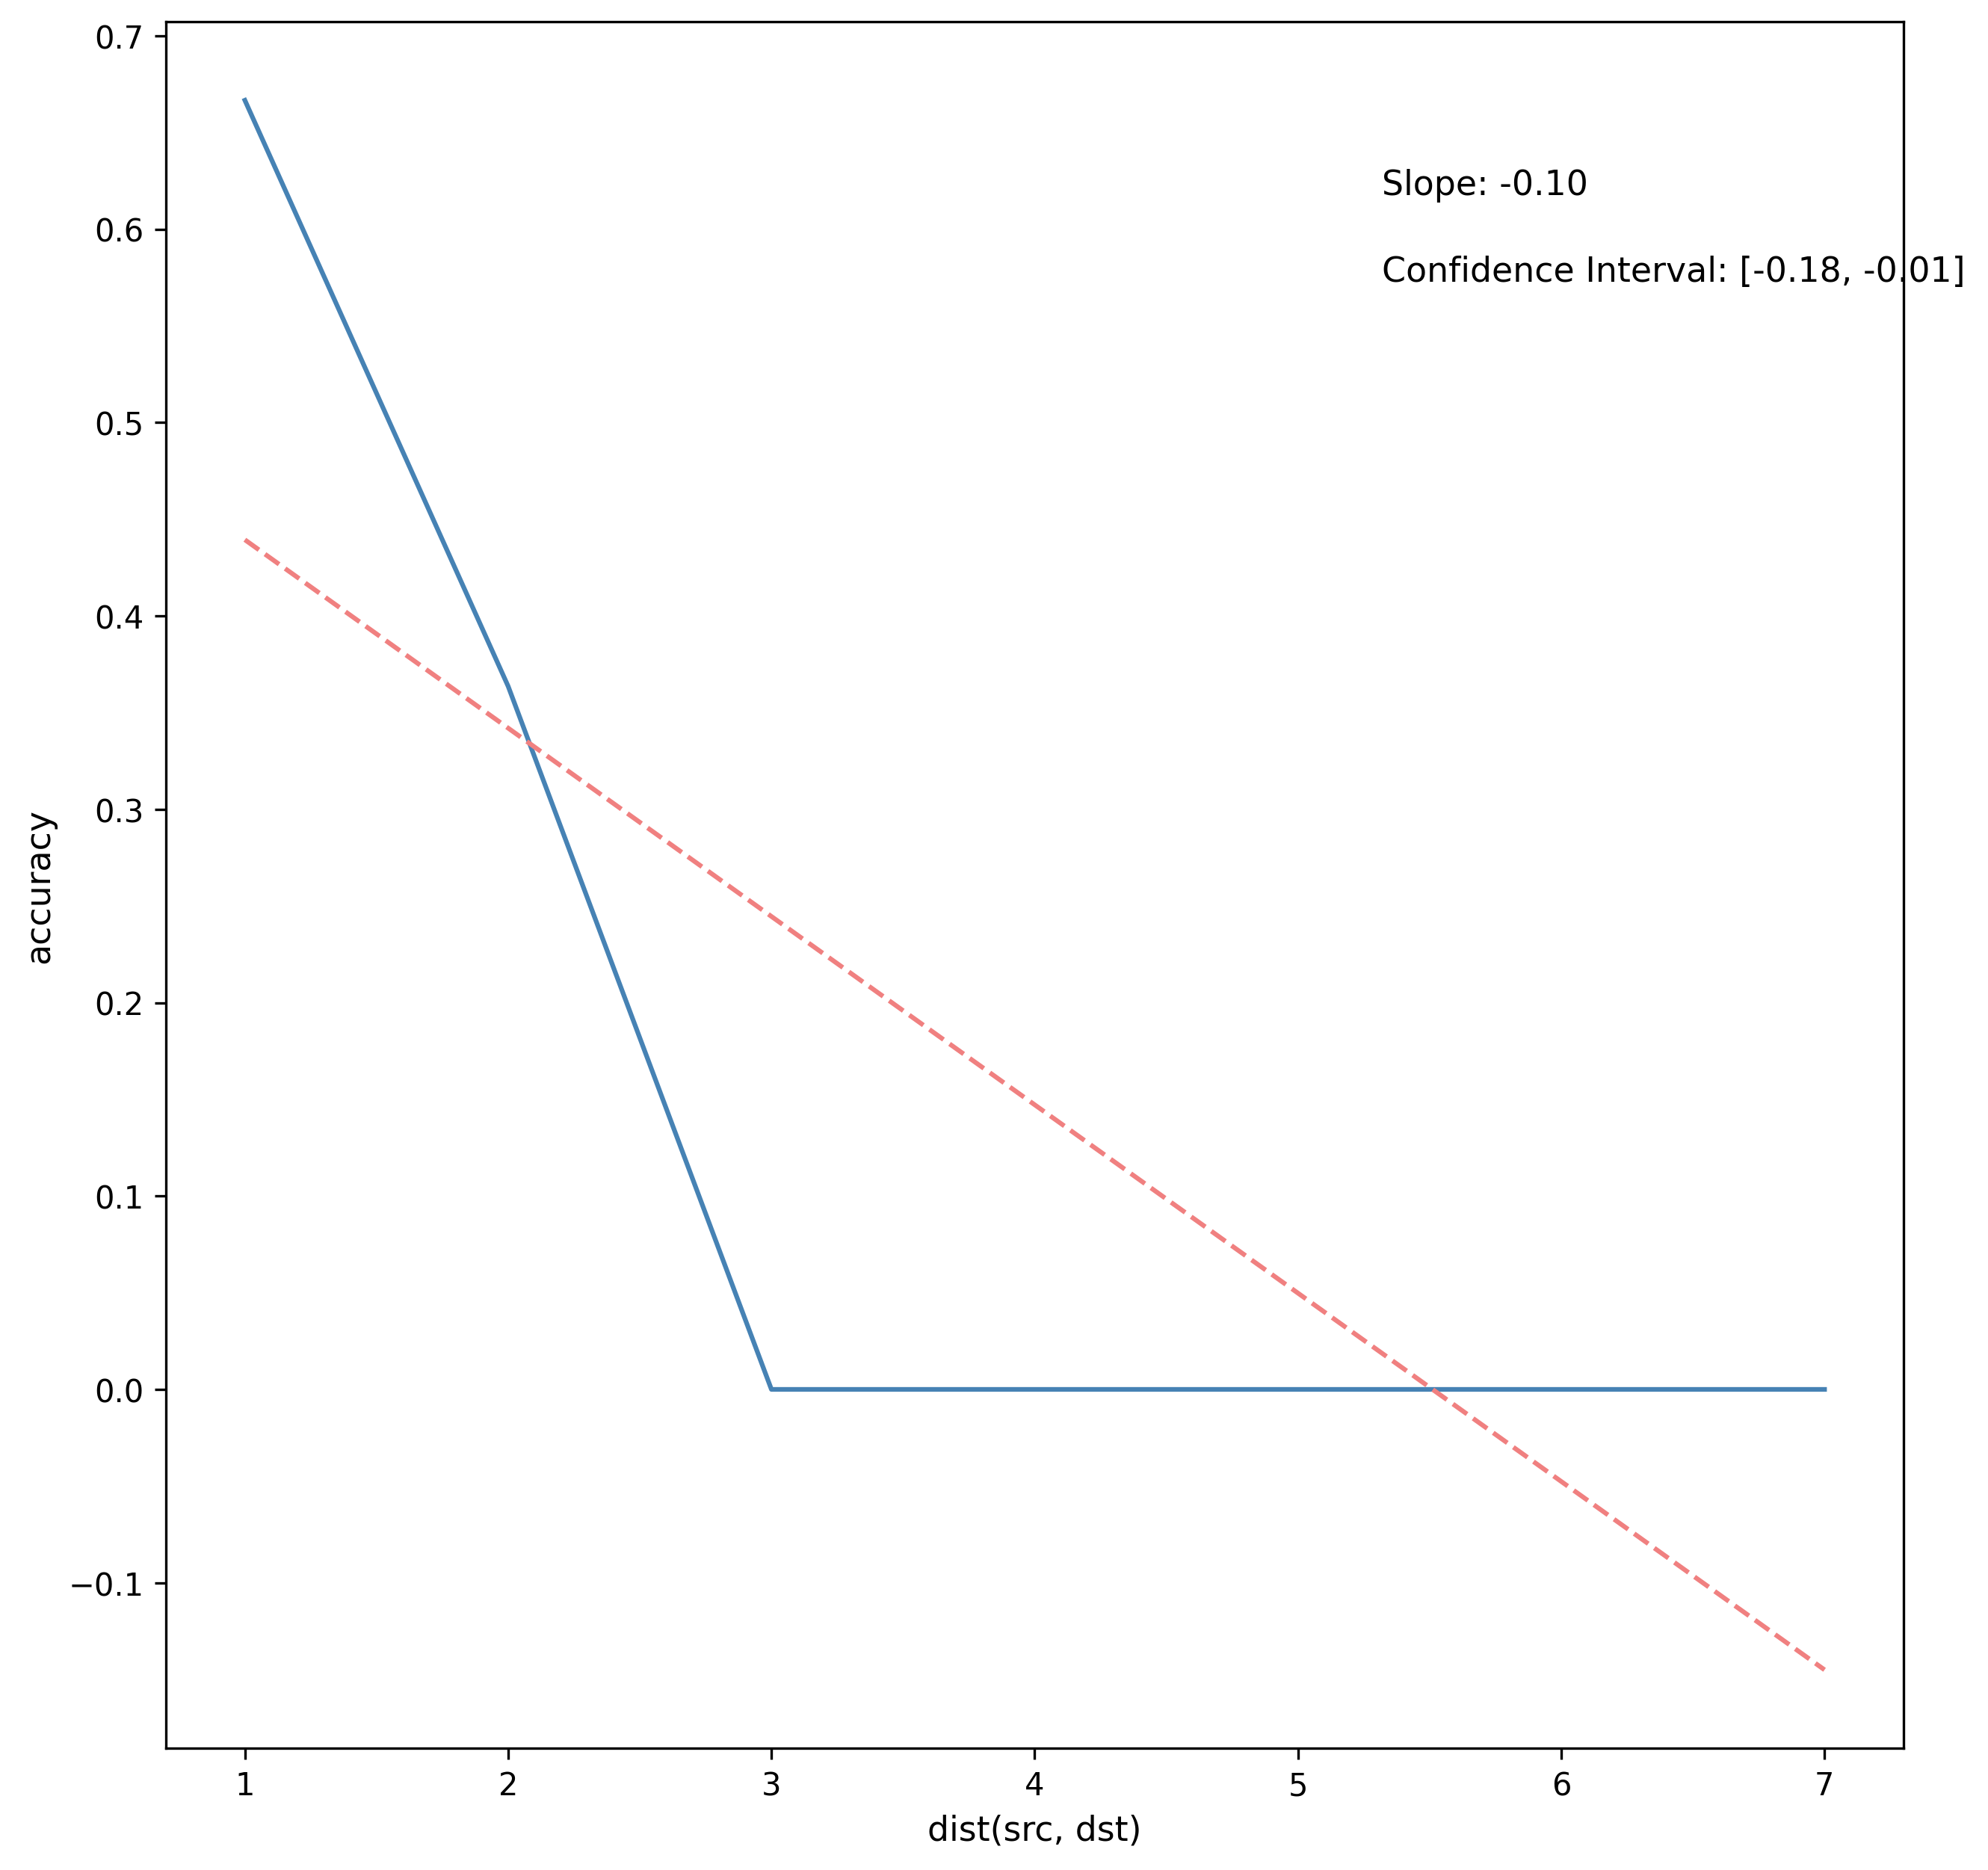 0.7
0.6
0.5
0.4
0.3
0.2
0.1
0.0
−0.1
accuracy
Slope: -0.10
Confidence Interval: [-0.18, -0.01]
1 2 3 4 5 6 7
dist(src, dst)